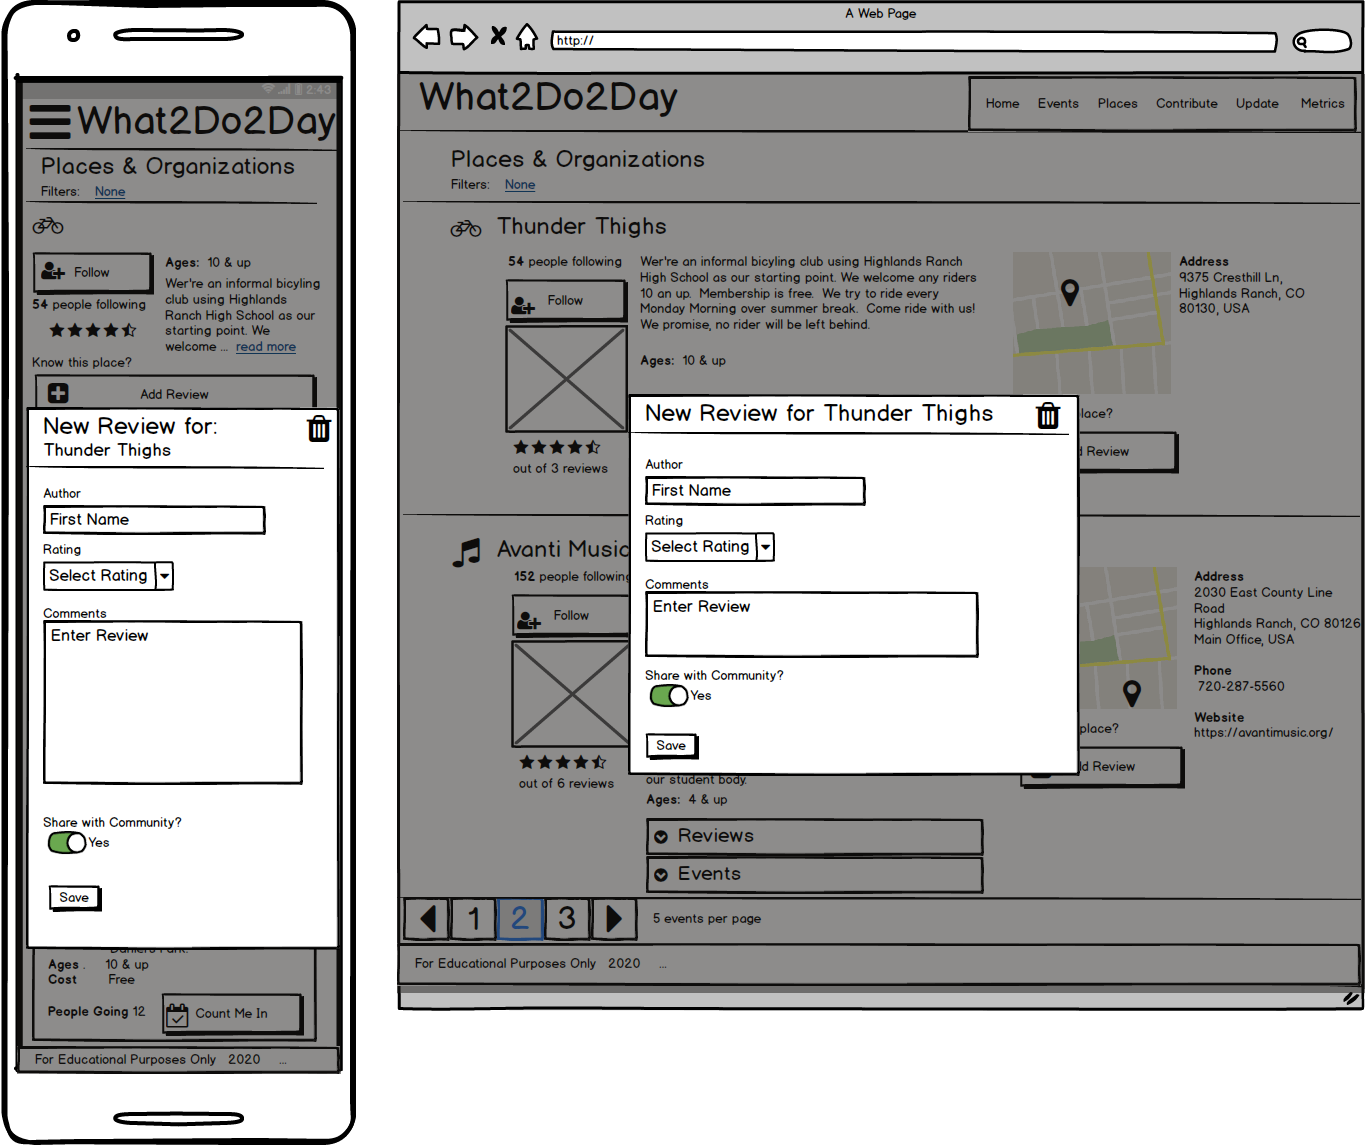 2:43
What2Do2Day
Places & Organizations
Filters: None
Follow
54 people following
Ages: 10 & up
Wer're an informal bicyling
club using Highlands
Ranch High School as our
starting point. We
welcome ... read more
Know this place?
Add Review
New Review for:
Thunder Thighs
Author
First Name
Rating
Select Rating
Comments
Enter Review
Share with Community?
Yes
Save
Daniels Park.
Ages . 10 & up
Cost Free
People Going 12
Count Me In
For Educational Purposes Only 2020 ...
A Web Page
http://
What2Do2Day
Home Events Places Contribute Update Metrics
Places & Organizations
Filters: None
Thunder Thighs
54 people following
Follow
out of 3 reviews
Wer're an informal bicyling club using Highlands Ranch
High School as our starting point. We welcome any riders
10 an up. Membership is free. We try to ride every
Monday Morning over summer break. Come ride with us!
We promise, no rider will be left behind.
Ages: 10 & up
Address
9375 Cresthill Ln,
Highlands Ranch, CO
80130, USA
lace?
d Review
New Review for Thunder Thighs
Author
First Name
Rating
Select Rating
Comments
Enter Review
Share with Community?
Yes
Save
Avanti Music
152 people following
Follow
out of 6 reviews
our student body.
Ages: 4 & up
Reviews
Events
Address
2030 East County Line
Road
Highlands Ranch, CO 80126
Main Office, USA
Phone
720-287-5560
Website
https://avantimusic.org/
place?
d Review
1 2 3
5 events per page
For Educational Purposes Only 2020 ...